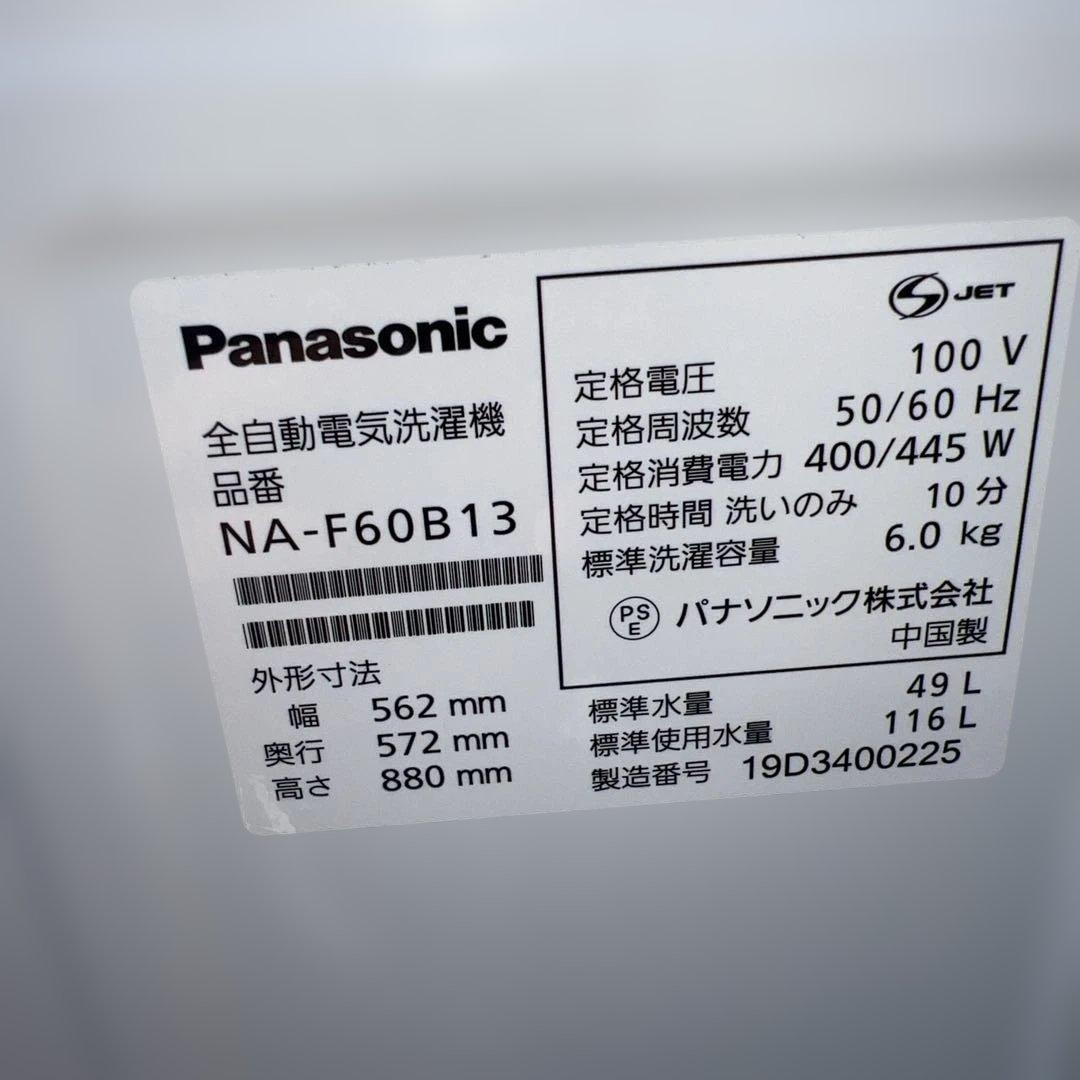 Panasonic
全自動電気洗濯機
品番
NA-F60B13
外形寸法
幅 562 mm
奥行 572 mm
高さ 880 mm
S JET
定格電圧 100 V
定格周波数 50/60 Hz
定格消費電力 400/445 W
定格時間 洗いのみ 10 分
標準洗濯容量 6.0 kg
PSE パナソニック株式会社
中国製
標準水量 49 L
標準使用水量 116 L
製造番号 19D3400225